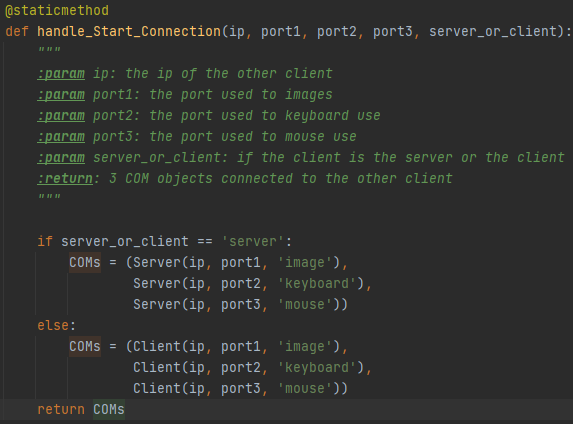 @staticmethod
def handle_Start_Connection(ip, port1, port2, port3, server_or_client):
    """
    :param ip: the ip of the other client
    :param port1: the port used to images
    :param port2: the port used to keyboard use
    :param port3: the port used to mouse use
    :param server_or_client: if the client is the server or the client
    :return: 3 COM objects connected to the other client
    """
    if server_or_client == 'server':
        COMs = (Server(ip, port1, 'image'),
                Server(ip, port2, 'keyboard'),
                Server(ip, port3, 'mouse'))
    else:
        COMs = (Client(ip, port1, 'image'),
                Client(ip, port2, 'keyboard'),
                Client(ip, port3, 'mouse'))
    return COMs